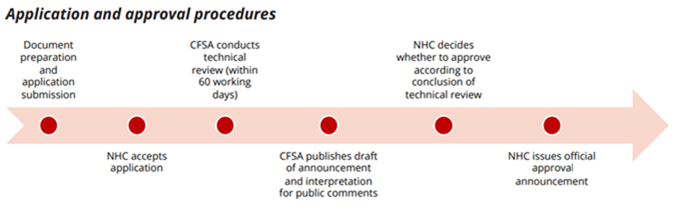 Application and approval procedures
Document
preparation
and
application
submission
NHC accepts
application
CFSA conducts
technical
review (within
60 working
days)
CFSA publishes draft
of announcement
and interpretation
for public comments
NHC decides
whether to approve
according to
conclusion of
technical review
NHC issues official
approval
announcement